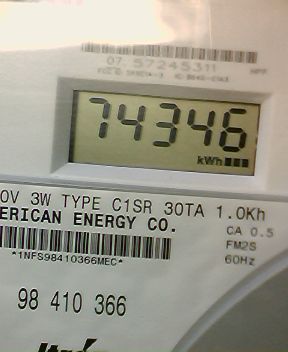 07 57245311
74346
kWh
0V 3W TYPE C1SR 30TA 1.0Kh
ERICAN ENERGY CO.
CA 0.5
FM2S
*1NFS98410366MEC*
60Hz
98 410 366